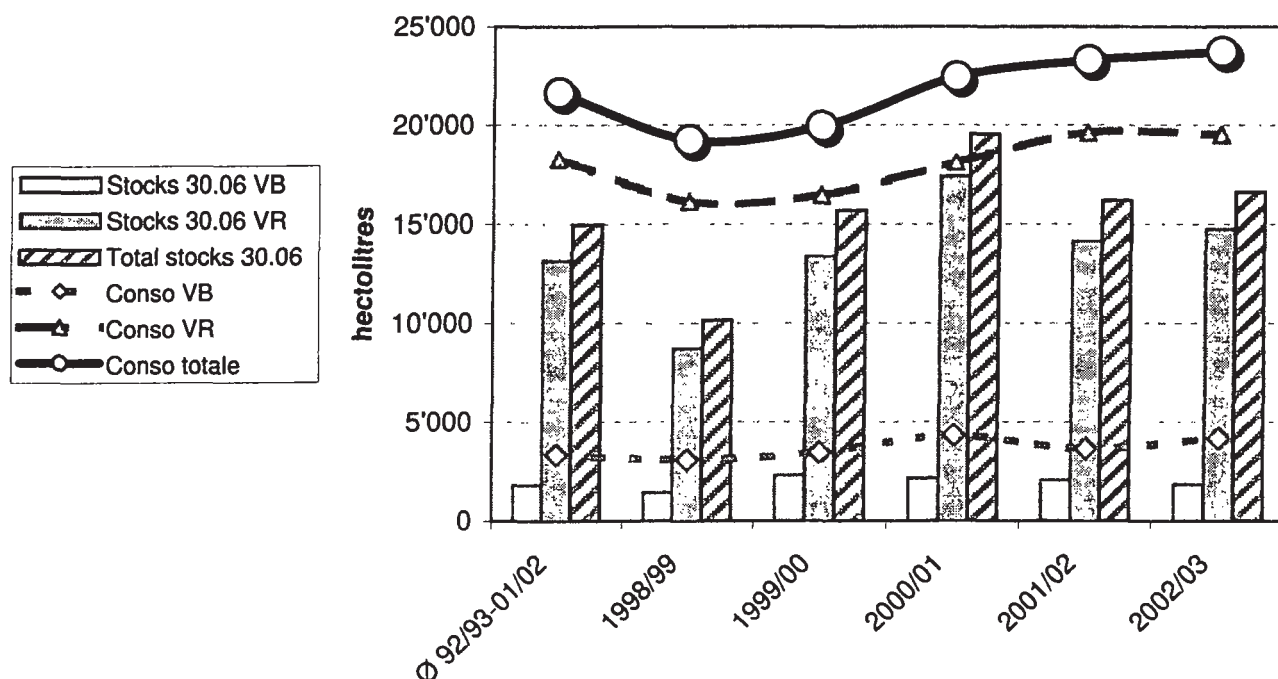 Stocks 30.06 VB
Stocks 30.06 VR
Total stocks 30.06
Conso VB
Conso VR
Conso totale
hectolitres
25'000
20'000
15'000
10'000
5'000
0
Ø 92/93-01/02
1998/99
1999/00
2000/01
2001/02
2002/03